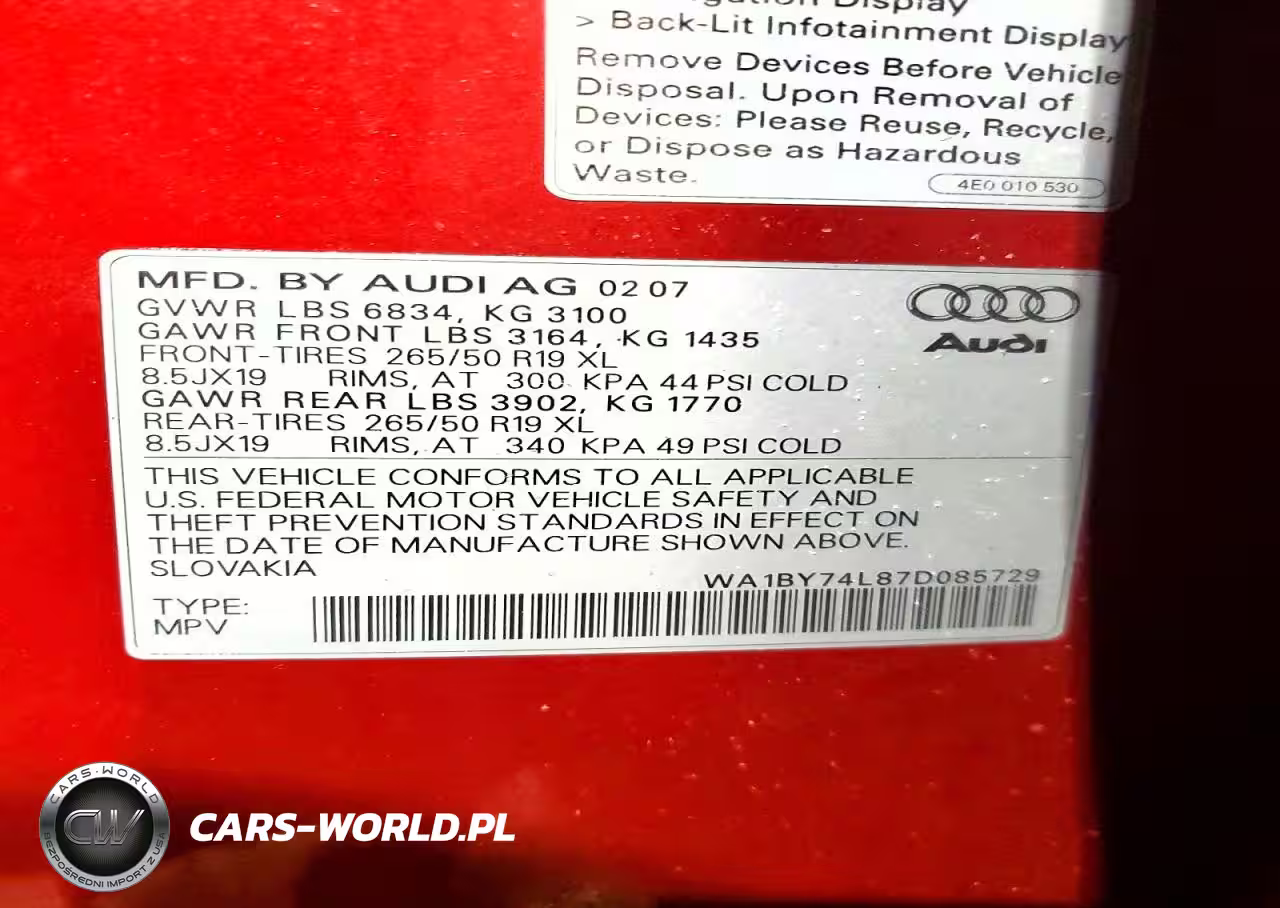 Display
> Back-Lit Infotainment Display
Remove Devices Before Vehicle
Disposal. Upon Removal of
Devices: Please Reuse, Recycle,
or Dispose as Hazardous
Waste.
4E0 010 530
MFD. BY AUDI AG 02 07
GVWR LBS 6834, KG 3100
GAWR FRONT LBS 3164, KG 1435
FRONT-TIRES 265/50 R19 XL
8.5JX19 RIMS, AT 300 KPA 44 PSI COLD
GAWR REAR LBS 3902, KG 1770
REAR-TIRES 265/50 R19 XL
8.5JX19 RIMS, AT 340 KPA 49 PSI COLD
Audi
THIS VEHICLE CONFORMS TO ALL APPLICABLE
U.S. FEDERAL MOTOR VEHICLE SAFETY AND
THEFT PREVENTION STANDARDS IN EFFECT ON
THE DATE OF MANUFACTURE SHOWN ABOVE.
SLOVAKIA
WA1BY74L87D085729
TYPE:
MPV
CARS-WORLD
CW
BEZPOŚREDNI IMPORT Z USA
CARS-WORLD.PL